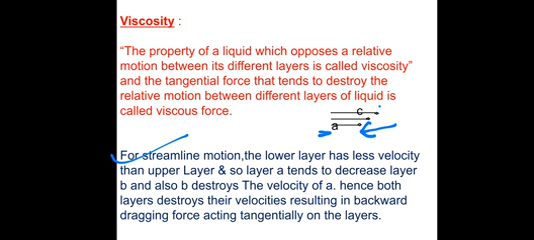 Viscosity :
“The property of a liquid which opposes a relative
motion between its different layers is called viscosity”
and the tangential force that tends to destroy the
relative motion between different layers of liquid is
called viscous force.
c
a
For streamline motion,the lower layer has less velocity
than upper Layer & so layer a tends to decrease layer
b and also b destroys The velocity of a. hence both
layers destroys their velocities resulting in backward
dragging force acting tangentially on the layers.